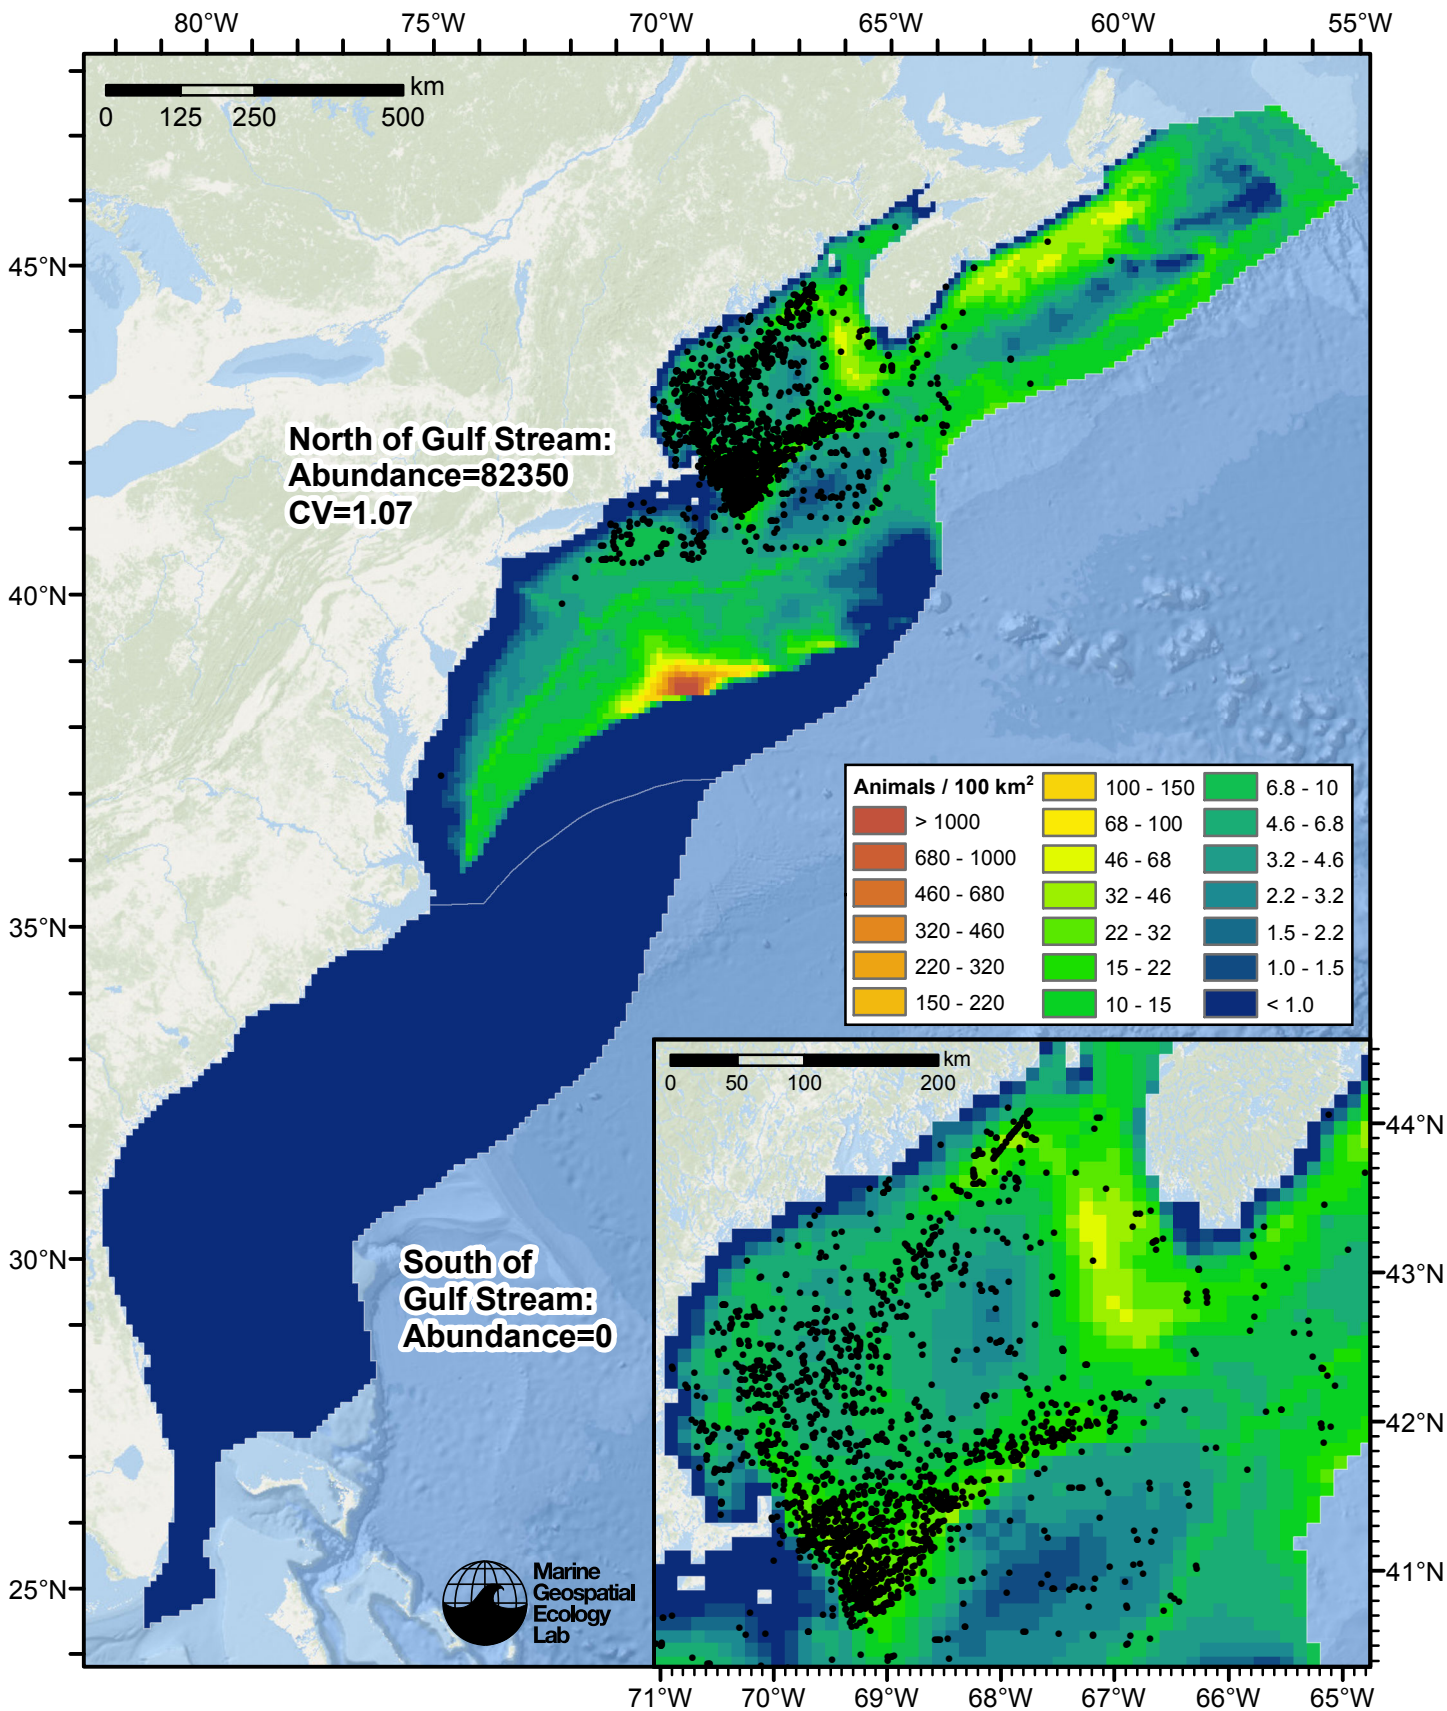 80°W 75°W 70°W 65°W 60°W 55°W
km
0 125 250 500
45°N
40°N
35°N
30°N
25°N
North of Gulf Stream:
Abundance=82350
CV=1.07
Animals / 100 km²
> 1000
680 - 1000
460 - 680
320 - 460
220 - 320
150 - 220
100 - 150
68 - 100
46 - 68
32 - 46
22 - 32
15 - 22
10 - 15
6.8 - 10
4.6 - 6.8
3.2 - 4.6
2.2 - 3.2
1.5 - 2.2
1.0 - 1.5
< 1.0
South of
Gulf Stream:
Abundance=0
km
0 50 100 200
44°N
43°N
42°N
41°N
Marine
Geospatial
Ecology
Lab
71°W 70°W 69°W 68°W 67°W 66°W 65°W